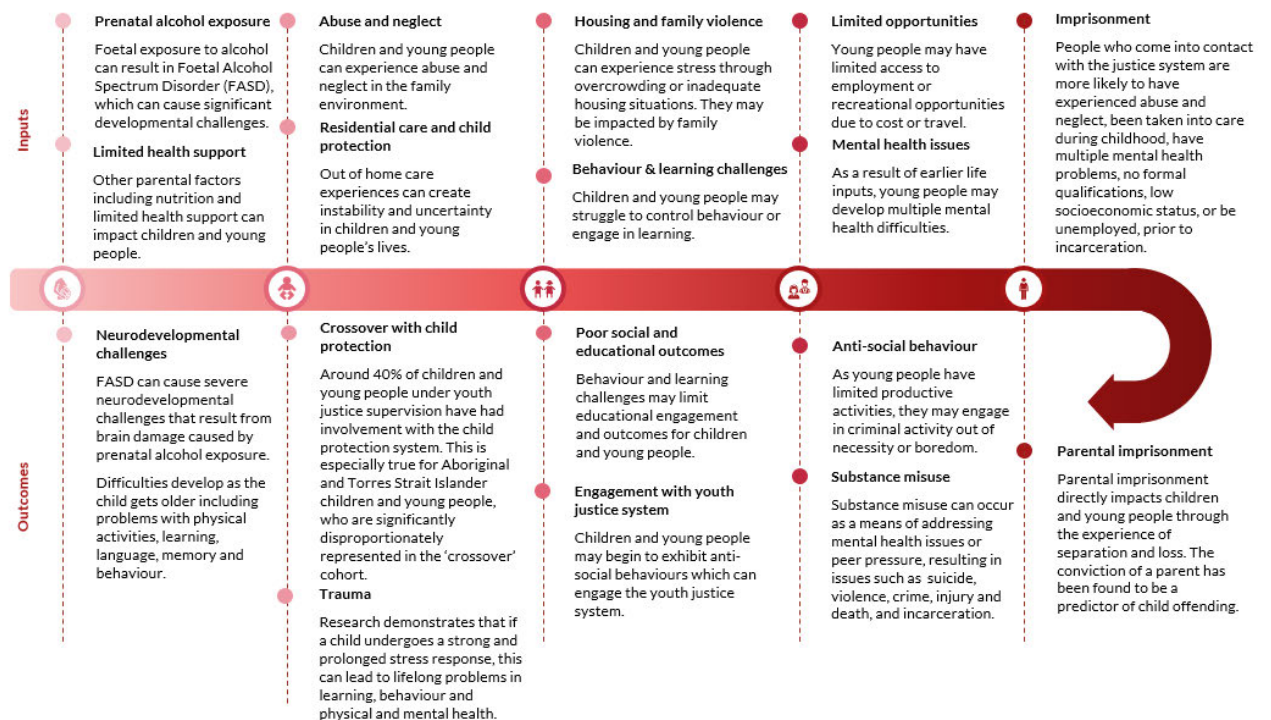 Inputs
Prenatal alcohol exposure
Foetal exposure to alcohol
can result in Foetal Alcohol
Spectrum Disorder (FASD),
which can cause significant
developmental challenges.
Limited health support
Other parental factors
including nutrition and
limited health support can
impact children and young
people.
Abuse and neglect
Children and young people
can experience abuse and
neglect in the family
environment.
Residential care and child
protection
Out of home care
experiences can create
instability and uncertainty
in children and young
people's lives.
Housing and family violence
Children and young people
can experience stress through
overcrowding or inadequate
housing situations. They may
be impacted by family
violence.
Behaviour & learning challenges
Children and young people may
struggle to control behaviour or
engage in learning.
Limited opportunities
Young people may have
limited access to
employment or
recreational opportunities
due to cost or travel.
Mental health issues
As a result of earlier life
inputs, young people may
develop multiple mental
health difficulties.
Imprisonment
People who come into contact
with the justice system are
more likely to have
experienced abuse and
neglect, been taken into care
during childhood, have
multiple mental health
problems, no formal
qualifications, low
socioeconomic status, or be
unemployed, prior to
incarceration.
Outcomes
Neurodevelopmental
challenges
FASD can cause severe
neurodevelopmental
challenges that result from
brain damage caused by
prenatal alcohol exposure.
Difficulties develop as the
child gets older including
problems with physical
activities, learning,
language, memory and
behaviour.
Crossover with child
protection
Around 40% of children and
young people under youth
justice supervision have had
involvement with the child
protection system. This is
especially true for Aboriginal
and Torres Strait Islander
children and young people,
who are significantly
disproportionately
represented in the 'crossover'
cohort.
Trauma
Research demonstrates that if
a child undergoes a strong and
prolonged stress response, this
can lead to lifelong problems in
learning, behaviour and
physical and mental health.
Poor social and
educational outcomes
Behaviour and learning
challenges may limit
educational engagement
and outcomes for children
and young people.
Engagement with youth
justice system
Children and young people
may begin to exhibit anti-
social behaviours which can
engage the youth justice
system.
Anti-social behaviour
As young people have
limited productive
activities, they may engage
in criminal activity out of
necessity or boredom.
Substance misuse
Substance misuse can occur
as a means of addressing
mental health issues or
peer pressure, resulting in
issues such as suicide,
violence, crime, injury and
death, and incarceration.
Parental imprisonment
Parental imprisonment
directly impacts children
and young people through
the experience of
separation and loss. The
conviction of a parent has
been found to be a
predictor of child offending.